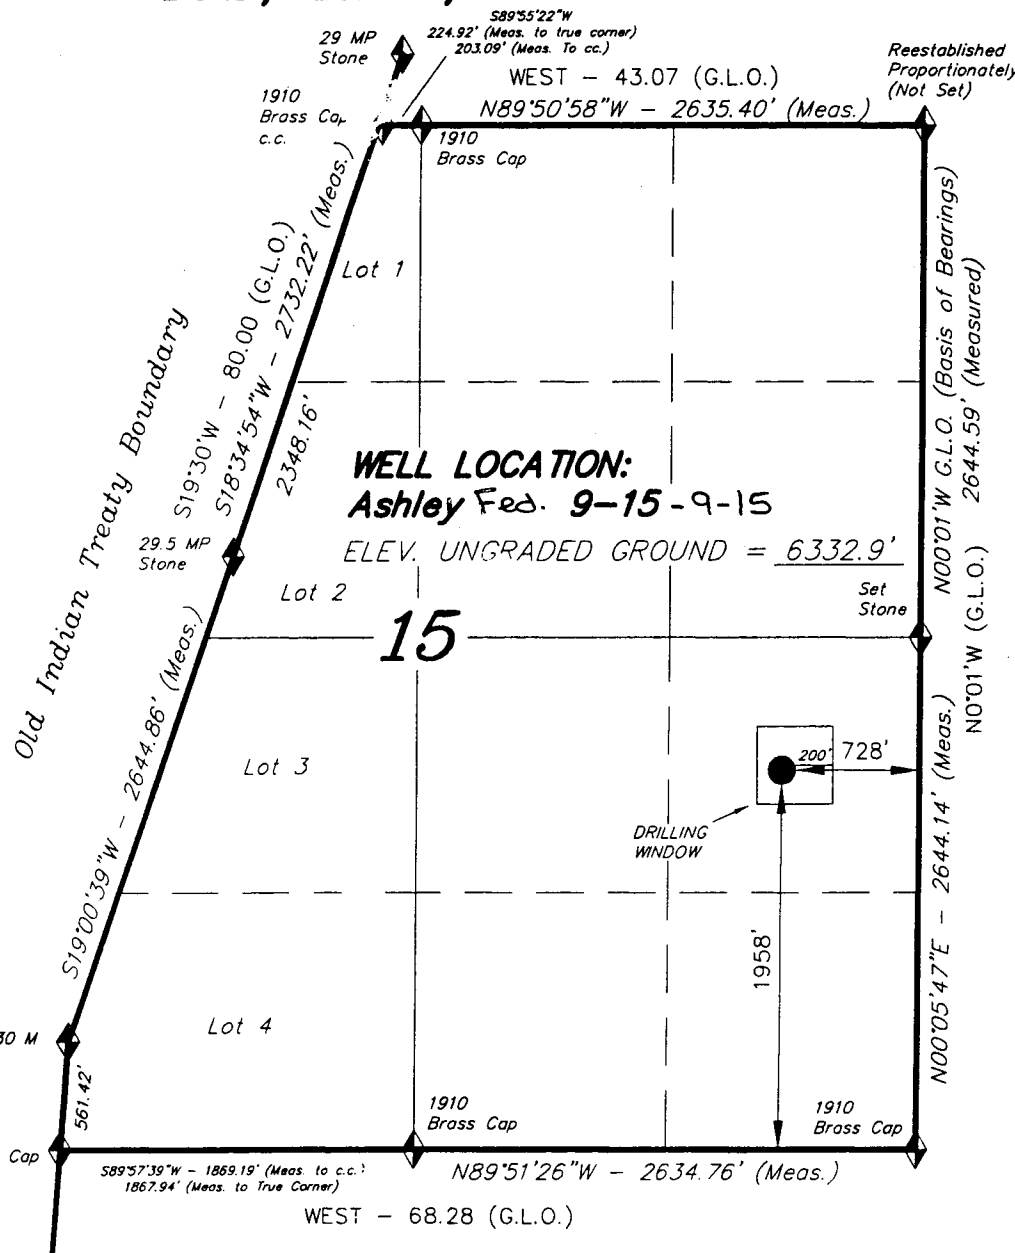 S89°55'22"W
224.92' (Meas. to true corner)
203.09' (Meas. To cc.)
29 MP
Stone
WEST - 43.07 (G.L.O.)
N89°50'58"W - 2635.40' (Meas.)
Reestablished
Proportionately
(Not Set)
1910
Brass Cap
c.c.
1910
Brass Cap
Lot 1
S19°30'W - 80.00 (G.L.O.)
S18°34'54"W - 2732.22' (Meas.)
2348.16'
Old Indian Treaty Boundary
N00°01'W G.L.O. (Basis of Bearings)
2644.59' (Measured)
N0°01'W (G.L.O.)
WELL LOCATION:
Ashley Fed. 9-15-9-15
ELEV. UNGRADED GROUND = 6332.9'
29.5 MP
Stone
Lot 2
Set
Stone
15
S19°00'39"W - 2644.86' (Meas.)
Lot 3
200'
728'
DRILLING
WINDOW
1958'
N00°05'47"E - 2644.14' (Meas.)
30 M
Lot 4
561.42'
1910
Brass Cap
1910
Brass Cap
Cap
S89°57'39"W - 1869.19' (Meas. to c.c.)
1867.94' (Meas. to True Corner)
N89°51'26"W - 2634.76' (Meas.)
WEST - 68.28 (G.L.O.)